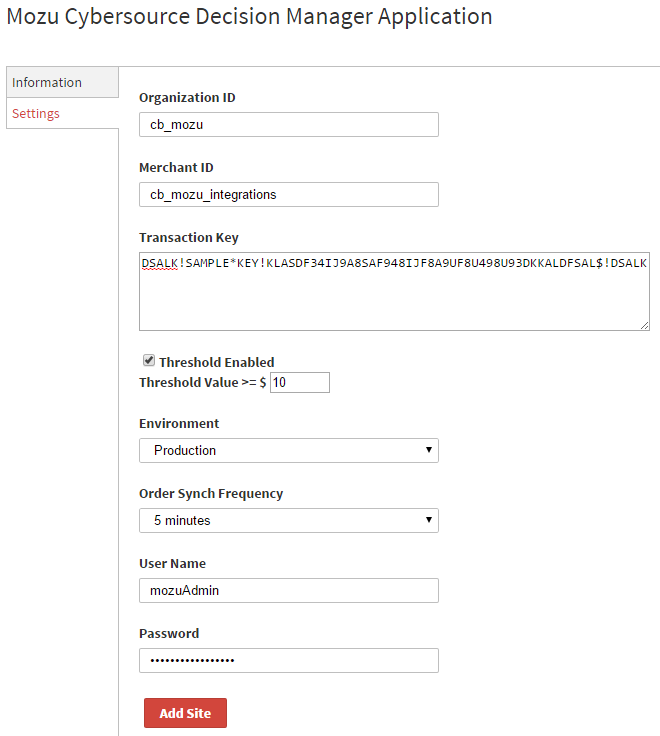 Mozu Cybersource Decision Manager Application
Information
Settings
Organization ID
cb_mozu
Merchant ID
cb_mozu_integrations
Transaction Key
DSALK!SAMPLE*KEY!KLASDF34IJ9A8SAF948IJF8A9UF8U498U93DKKALDFSAL$!DSALK
Threshold Enabled
Threshold Value >= $ 10
Environment
Production
Order Synch Frequency
5 minutes
User Name
mozuAdmin
Password
•••••••••••••••••
Add Site